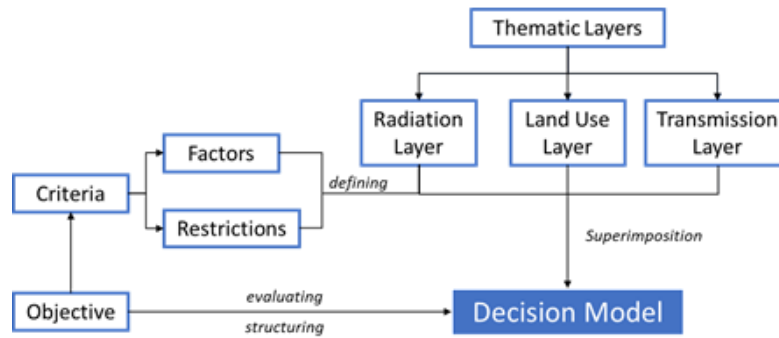 Thematic Layers
Radiation
Layer
Land Use
Layer
Transmission
Layer
Factors
defining
Criteria
Restrictions
Superimposition
Objective
evaluating
structuring
Decision Model